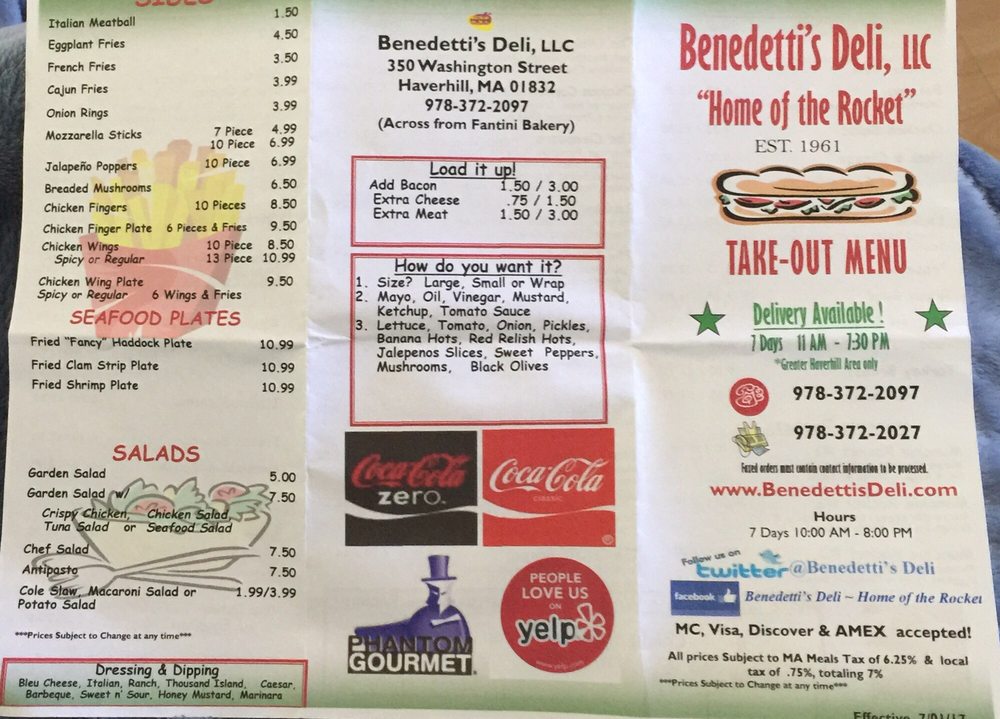 SIDES
Italian Meatball 1.50
Eggplant Fries 4.50
French Fries 3.50
Cajun Fries 3.99
Onion Rings 3.99
Mozzarella Sticks 7 Piece 4.99
10 Piece 6.99
Jalapeño Poppers 10 Piece 6.99
Breaded Mushrooms 6.50
Chicken Fingers 10 Pieces 8.50
Chicken Finger Plate 6 Pieces & Fries 9.50
Chicken Wings 10 Piece 8.50
Spicy or Regular 13 Piece 10.99
Chicken Wing Plate 9.50
Spicy or Regular 6 Wings & Fries
SEAFOOD PLATES
Fried "Fancy" Haddock Plate 10.99
Fried Clam Strip Plate 10.99
Fried Shrimp Plate 10.99
SALADS
Garden Salad 5.00
Garden Salad w/ 7.50
Crispy Chicken, Chicken Salad,
Tuna Salad or Seafood Salad
Chef Salad 7.50
Antipasto 7.50
Cole Slaw, Macaroni Salad or 1.99/3.99
Potato Salad
***Prices Subject to Change at any time***
Dressing & Dipping
Bleu Cheese, Italian, Ranch, Thousand Island, Caesar,
Barbeque, Sweet n' Sour, Honey Mustard, Marinara
Benedetti's Deli, LLC
350 Washington Street
Haverhill, MA 01832
978-372-2097
(Across from Fantini Bakery)
Load it up!
Add Bacon 1.50 / 3.00
Extra Cheese .75 / 1.50
Extra Meat 1.50 / 3.00
How do you want it?
1. Size? Large, Small or Wrap
2. Mayo, Oil, Vinegar, Mustard,
Ketchup, Tomato Sauce
3. Lettuce, Tomato, Onion, Pickles,
Banana Hots, Red Relish Hots,
Jalepenos Slices, Sweet Peppers,
Mushrooms, Black Olives
Coca-Cola
zero.
Coca-Cola
classic
PHANTOM
GOURMET
PEOPLE
LOVE US
ON
yelp
www.yelp.com
Benedetti's Deli, LLC
"Home of the Rocket"
EST. 1961
TAKE-OUT MENU
Delivery Available !
7 Days 11 AM - 7:30 PM
*Greater Haverhill Area only
978-372-2097
978-372-2027
Faxed orders must contain contact information to be processed.
www.BenedettisDeli.com
Hours
7 Days 10:00 AM - 8:00 PM
Follow us on
twitter @Benedetti's Deli
facebook Benedetti's Deli ~ Home of the Rocket
MC, Visa, Discover & AMEX accepted!
All prices Subject to MA Meals Tax of 6.25% & local
tax of .75%, totaling 7%
***Prices Subject to Change at any time***
Effective 7/01/17